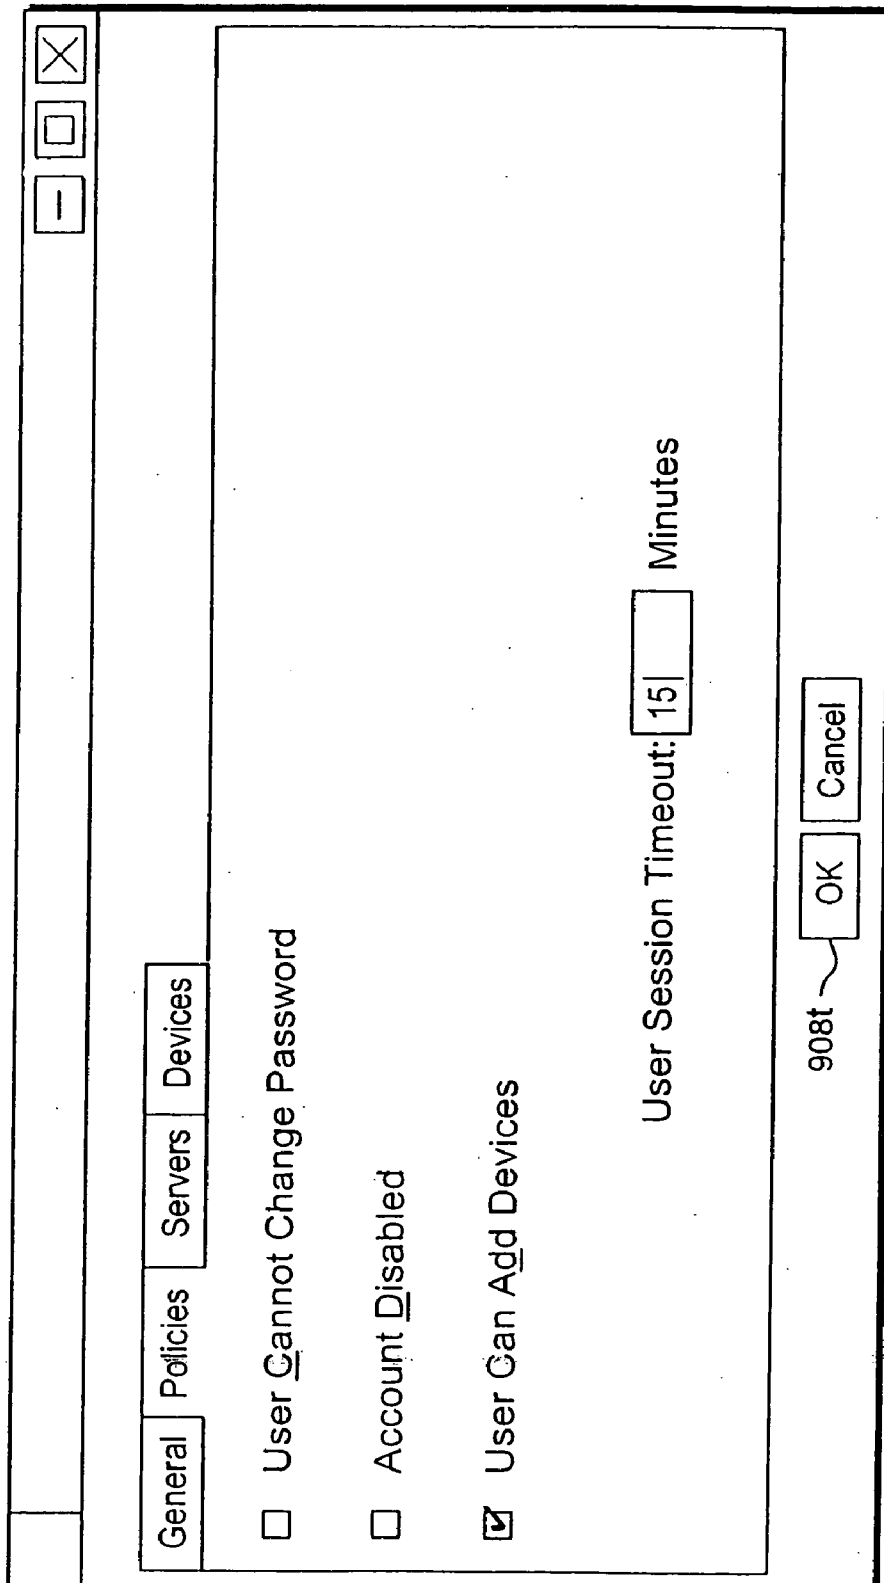 General Policies Servers Devices
User Cannot Change Password
Account Disabled
User Can Add Devices
User Session Timeout: 15 Minutes
908t OK Cancel